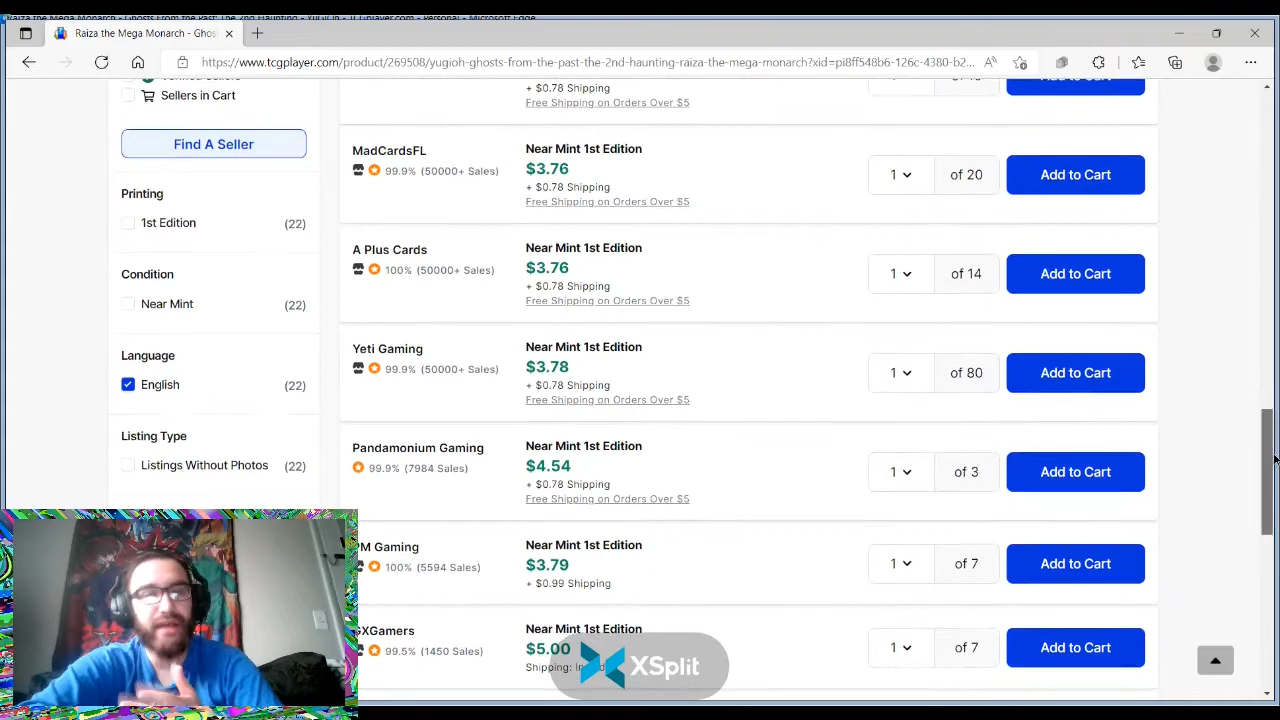 Raiza the Mega Monarch - Ghosts From the Past: The 2nd Haunting - YuGiOh - TCGplayer.com - Personal - Microsoft Edge
Raiza the Mega Monarch - Ghos
https://www.tcgplayer.com/product/269508/yugioh-ghosts-from-the-past-the-2nd-haunting-raiza-the-mega-monarch?xid=pi8ff548b6-126c-4380-b2...
Verified Sellers
Sellers in Cart
Find A Seller
Printing
1st Edition (22)
Condition
Near Mint (22)
Language
English (22)
Listing Type
Listings Without Photos (22)
+ $0.78 Shipping
Free Shipping on Orders Over $5
Add to Cart
MadCardsFL
99.9% (50000+ Sales)
Near Mint 1st Edition
$3.76
+ $0.78 Shipping
Free Shipping on Orders Over $5
1 of 20 Add to Cart
A Plus Cards
100% (50000+ Sales)
Near Mint 1st Edition
$3.76
+ $0.78 Shipping
Free Shipping on Orders Over $5
1 of 14 Add to Cart
Yeti Gaming
99.9% (50000+ Sales)
Near Mint 1st Edition
$3.78
+ $0.78 Shipping
Free Shipping on Orders Over $5
1 of 80 Add to Cart
Pandamonium Gaming
99.9% (7984 Sales)
Near Mint 1st Edition
$4.54
+ $0.78 Shipping
Free Shipping on Orders Over $5
1 of 3 Add to Cart
M Gaming
100% (5594 Sales)
Near Mint 1st Edition
$3.79
+ $0.99 Shipping
1 of 7 Add to Cart
GXGamers
99.5% (1450 Sales)
Near Mint 1st Edition
$5.00
Shipping:
1 of 7 Add to Cart
XSplit